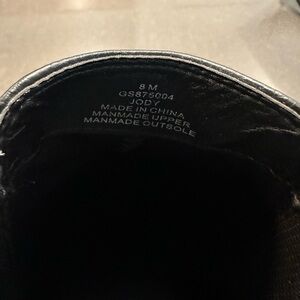 8 M
GS875004
JODY
MADE IN CHINA
MANMADE UPPER
MANMADE OUTSOLE